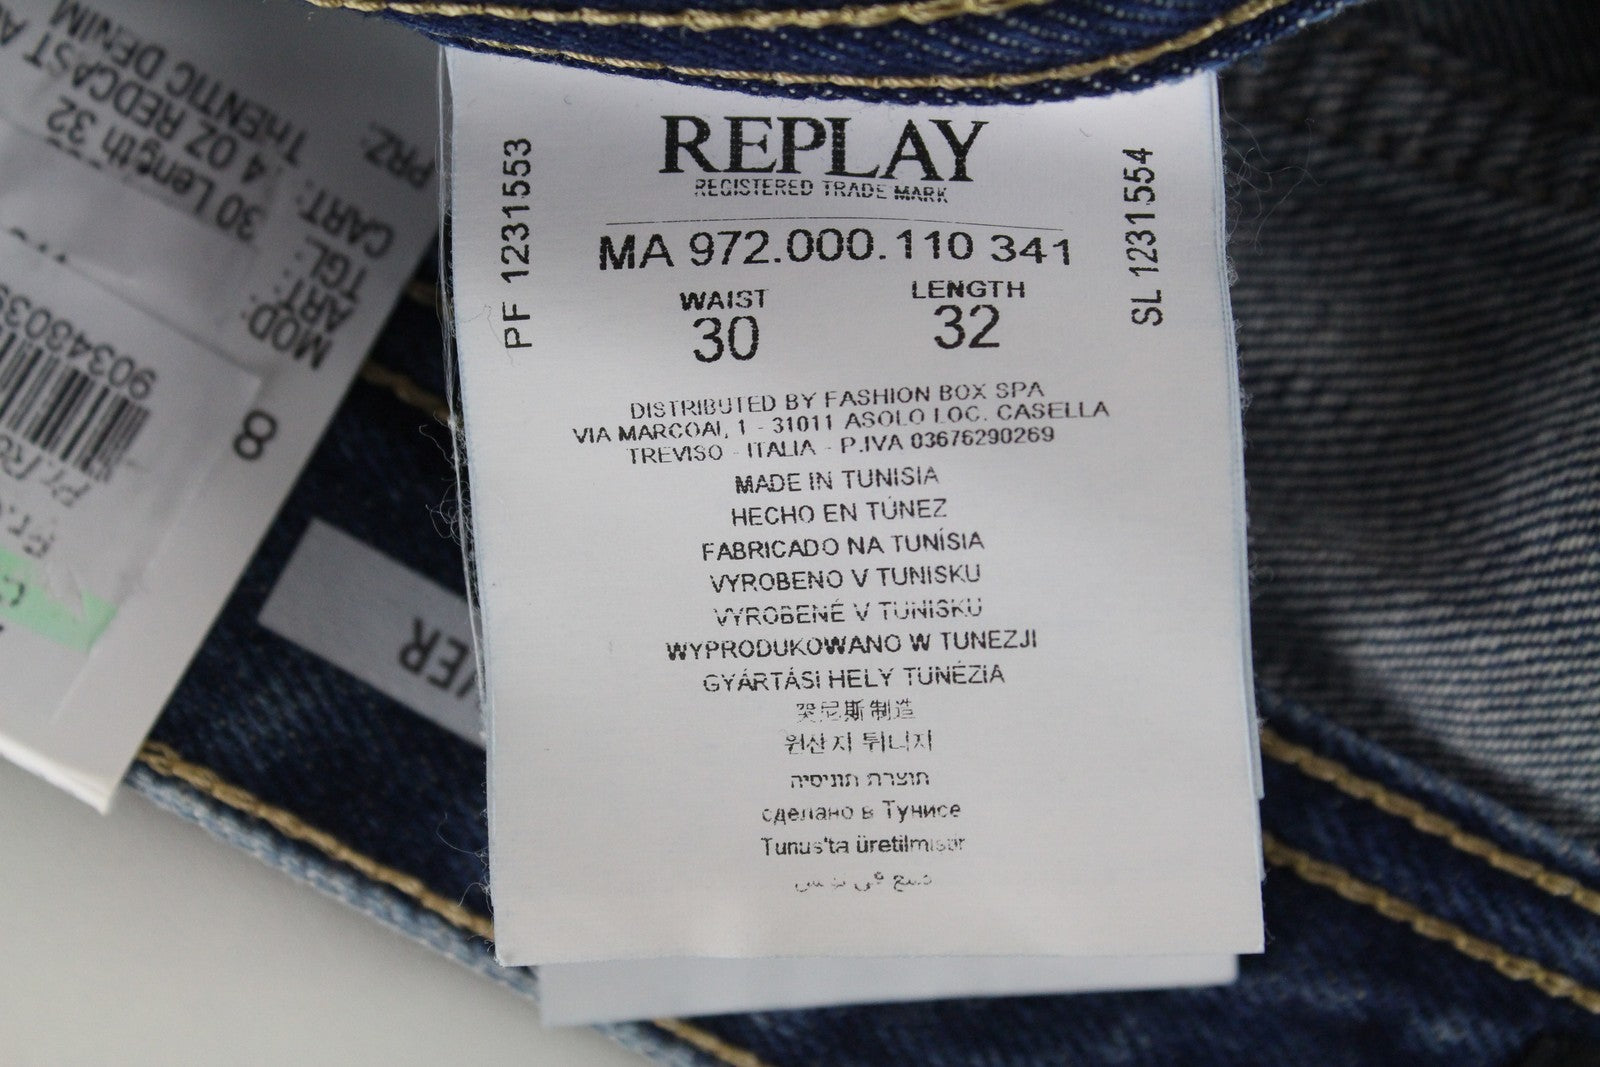 REPLAY
REGISTERED TRADE MARK
MA 972.000.110 341
WAIST LENGTH
30 32
PF 1231553
SL 1231554
DISTRIBUTED BY FASHION BOX SPA
VIA MARCOAI, 1 - 31011 ASOLO LOC. CASELLA
TREVISO - ITALIA - P.IVA 03676290269
MADE IN TUNISIA
HECHO EN TÚNEZ
FABRICADO NA TUNÍSIA
VYROBENO V TUNISKU
VYROBENÉ V TUNISKU
WYPRODUKOWANO W TUNEZJI
GYÁRTÁSI HELY TUNÉZIA
突尼斯制造
원산지 튀니지
תוצרת תוניסיה
сделано в Тунисе
Tunus'ta üretilmiştir
صنع في تونس
MOD:
ART:
TGL: 30 Length 32
CART: 4 OZ REDCAST
THENTIC DENIM
PRZ:
8